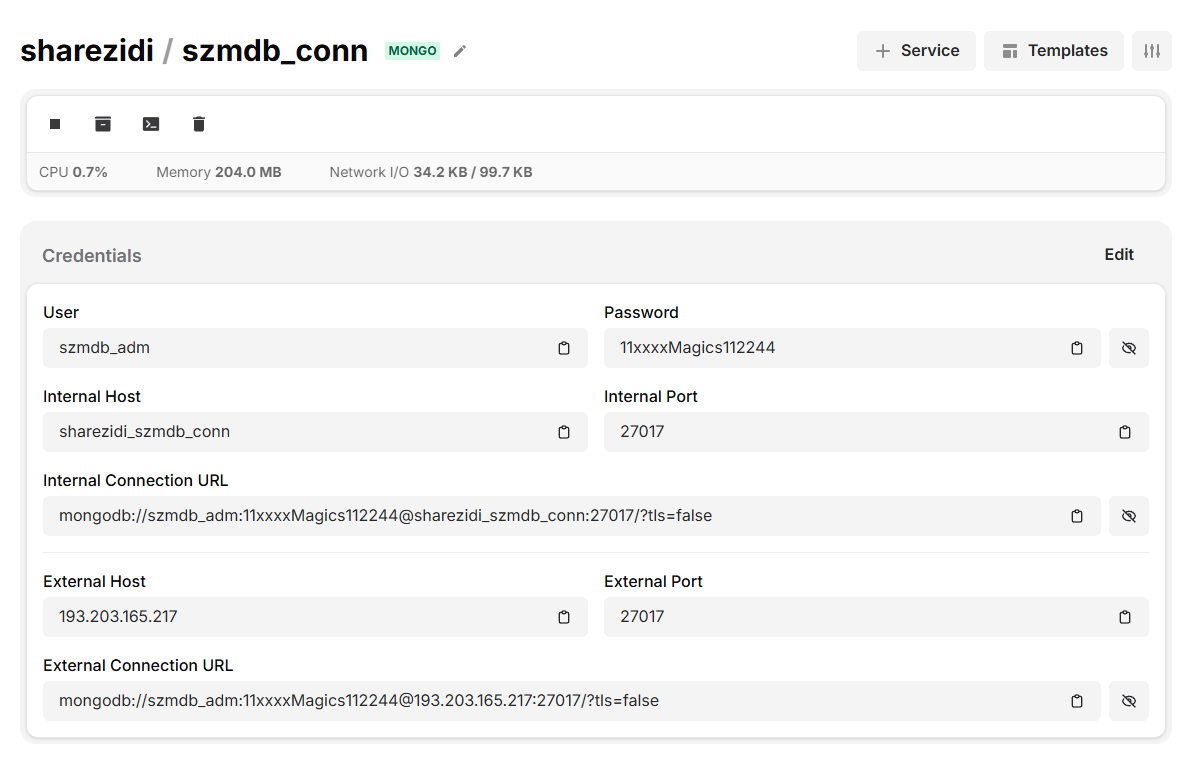 sharezidi / szmdb_conn MONGO
Service
Templates
CPU 0.7% Memory 204.0 MB Network I/O 34.2 KB / 99.7 KB
Credentials
Edit
User
Password
szmdb_adm
11xxxxMagics112244
Internal Host
Internal Port
sharezidi_szmdb_conn
27017
Internal Connection URL
mongodb://szmdb_adm:11xxxxMagics112244@sharezidi_szmdb_conn:27017/?tls=false
External Host
External Port
193.203.165.217
27017
External Connection URL
mongodb://szmdb_adm:11xxxxMagics112244@193.203.165.217:27017/?tls=false